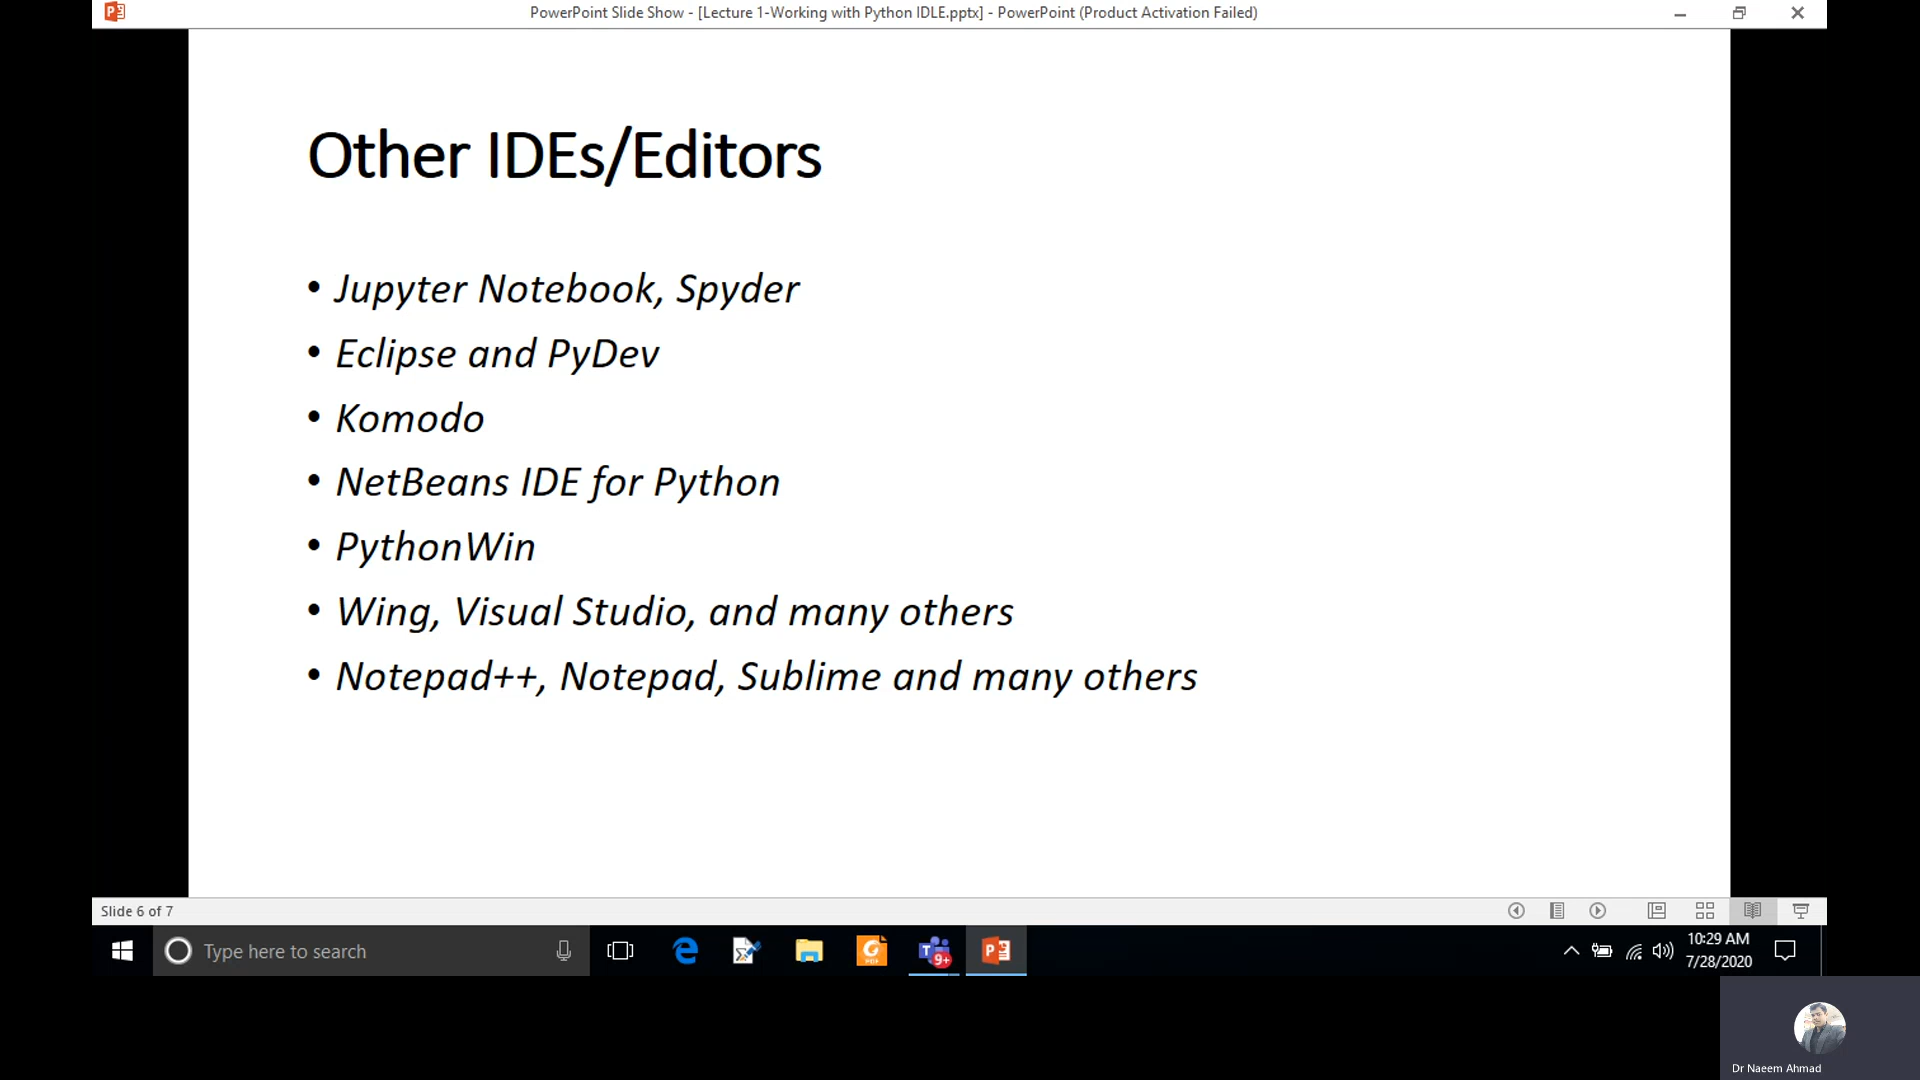 PowerPoint Slide Show - [Lecture 1-Working with Python IDLE.pptx] - PowerPoint (Product Activation Failed)
Other IDEs/Editors
• Jupyter Notebook, Spyder
• Eclipse and PyDev
• Komodo
• NetBeans IDE for Python
• PythonWin
• Wing, Visual Studio, and many others
• Notepad++, Notepad, Sublime and many others
Slide 6 of 7
Type here to search
9+
10:29 AM
7/28/2020
Dr Naeem Ahmad